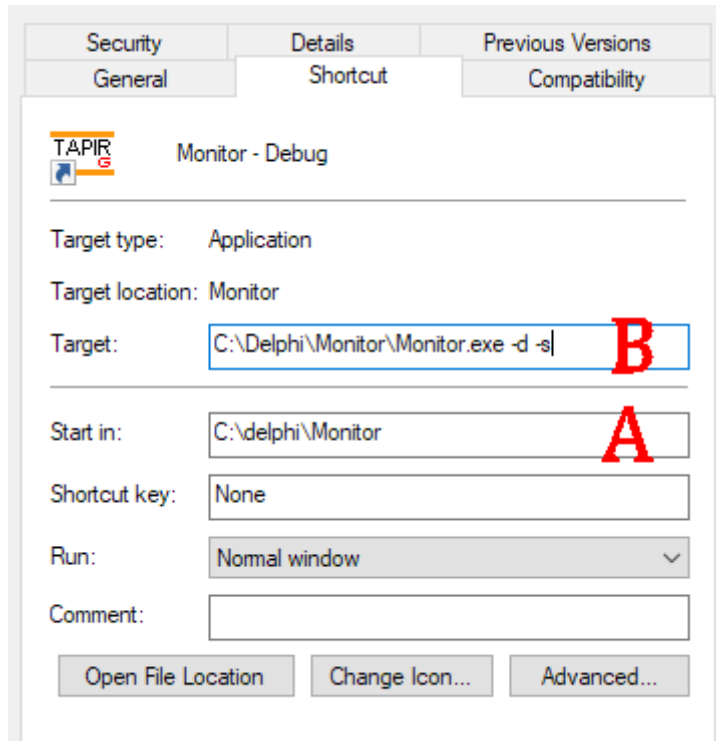 Security Details Previous Versions
General Shortcut Compatibility
TAPIR
G
Monitor - Debug
Target type: Application
Target location: Monitor
Target: C:\Delphi\Monitor\Monitor.exe -d -s B
Start in: C:\delphi\Monitor A
Shortcut key: None
Run: Normal window
Comment:
Open File Location Change Icon... Advanced...